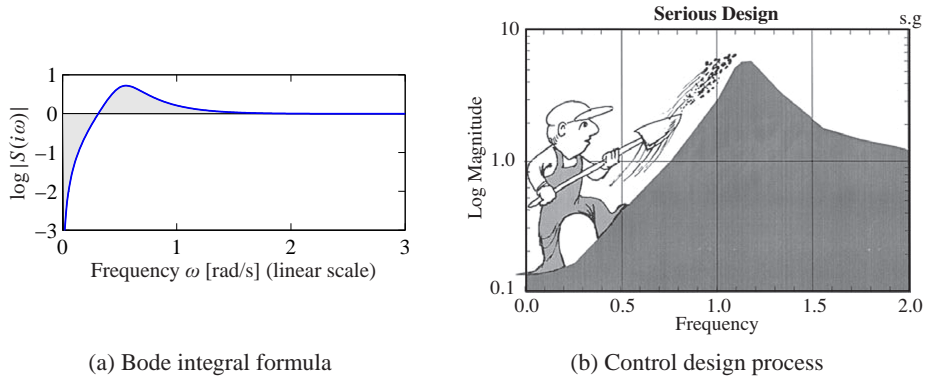 1
0
−1
−2
−3
0
1
2
3
log |S(iω)|
Frequency ω [rad/s] (linear scale)
(a) Bode integral formula
Serious Design
s.g
10
1.0
0.1
Log Magnitude
0.0
0.5
1.0
1.5
2.0
Frequency
(b) Control design process